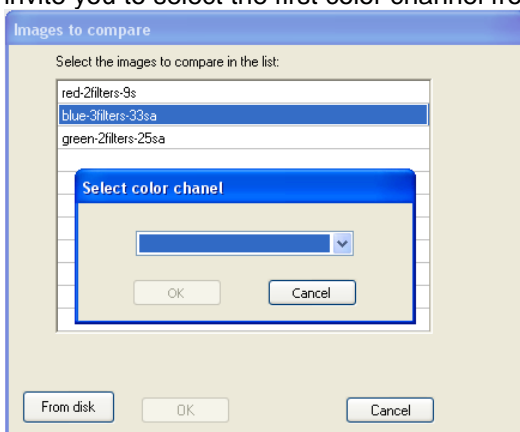 invite you to select the first color channel fro
Images to compare
Select the images to compare in the list:
red-2filters-9s
blue-3filters-33sa
green-2filters-25sa
Select color chanel
OK
Cancel
From disk
OK
Cancel